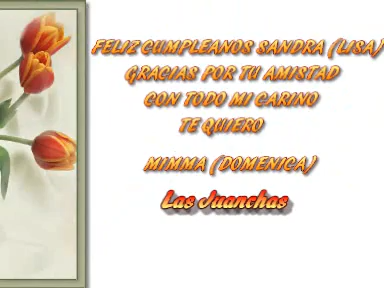 FELIZ CUMPLEANOS SANDRA (LISA)
GRACIAS POR TU AMISTAD
CON TODO MI CARINO
TE QUIERO
MIMMA (DOMENICA)
Las Juanchas